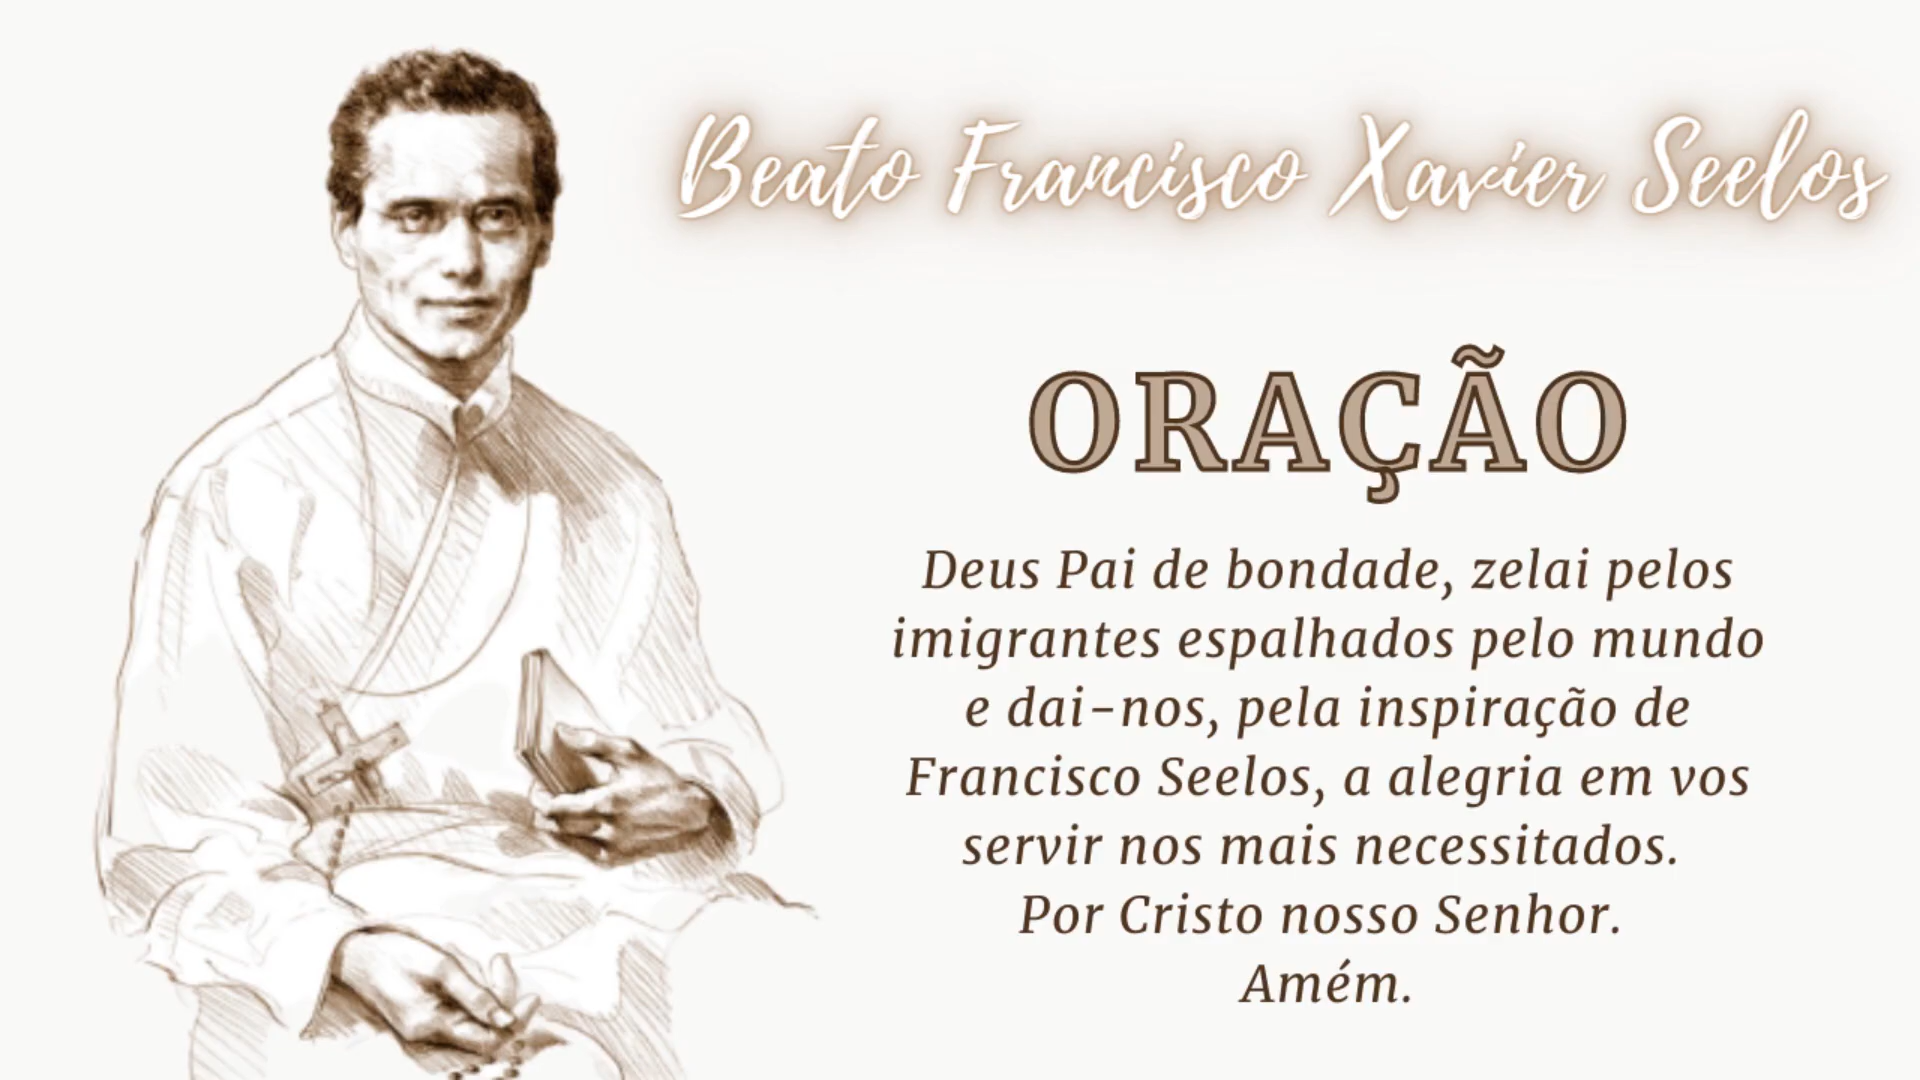 Beato Francisco Xavier Seelos
ORAÇÃO
Deus Pai de bondade, zelai pelos
imigrantes espalhados pelo mundo
e dai-nos, pela inspiração de
Francisco Seelos, a alegria em vos
servir nos mais necessitados.
Por Cristo nosso Senhor.
Amém.